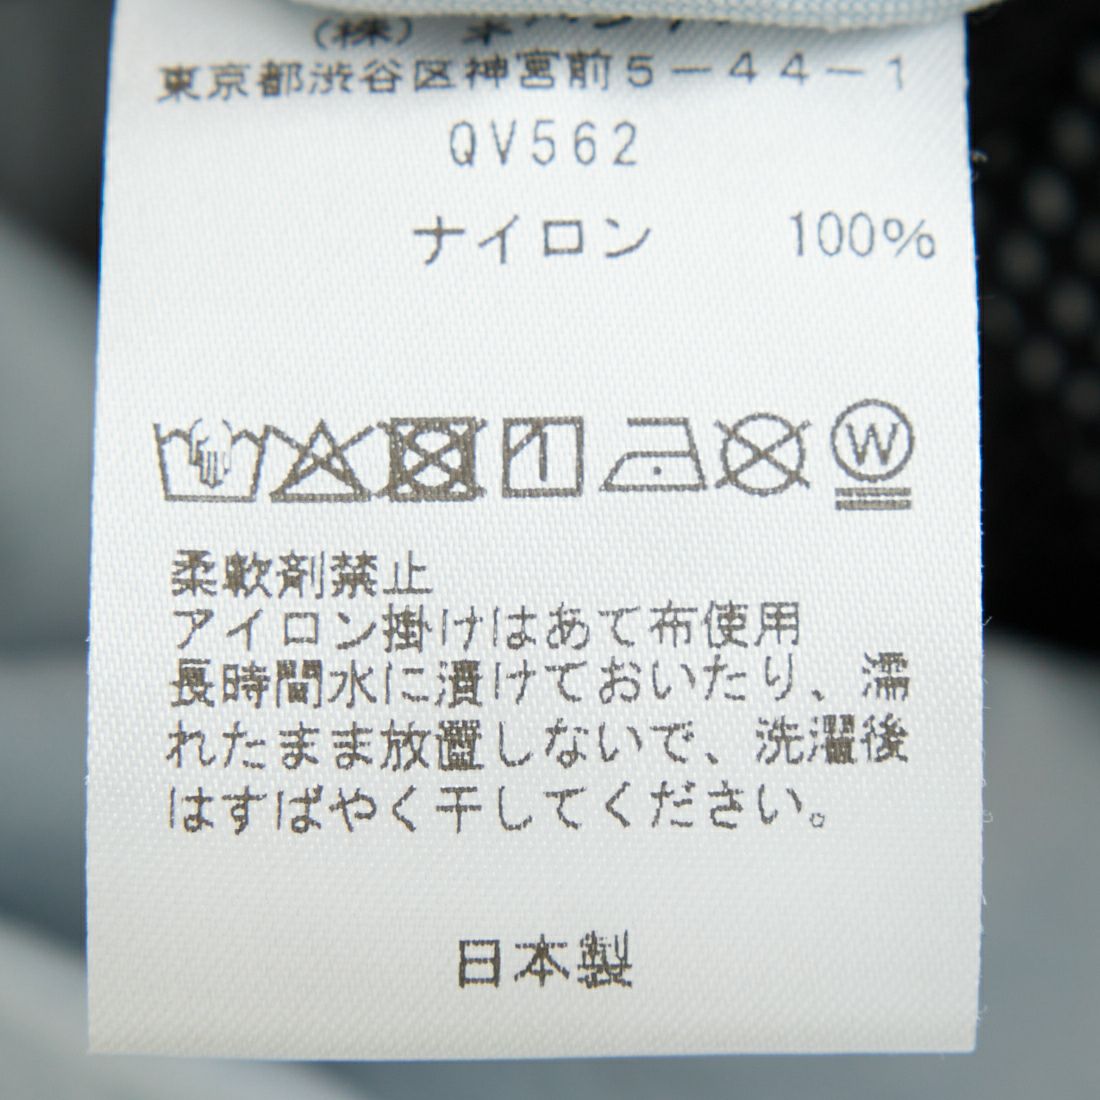 (株)
東京都渋谷区神宮前5-44-1
QV562
ナイロン 100%
W
柔軟剤禁止
アイロン掛けはあて布使用
長時間水に漬けておいたり、濡
れたまま放置しないで、洗濯後
はすばやく干してください。
日本製